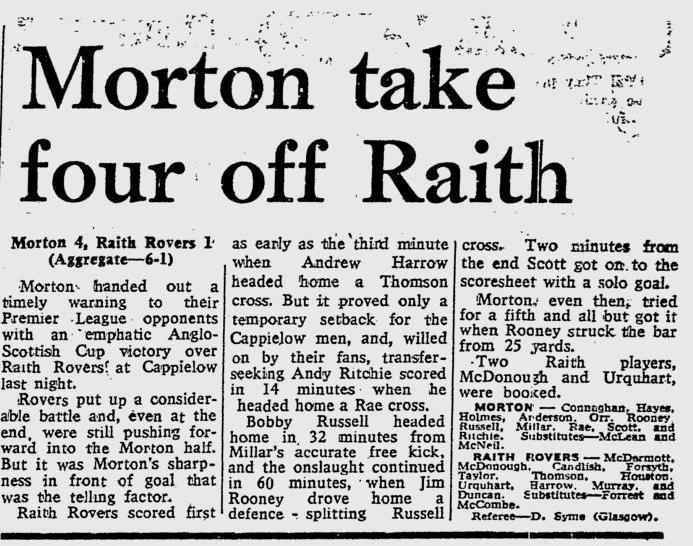 Morton take
four off Raith
Morton 4, Raith Rovers 1
(Aggregate—6-1)
Morton handed out a
timely warning to their
Premier League opponents
with an emphatic Anglo-
Scottish Cup victory over
Raith Rovers at Cappielow
last night.
Rovers put up a consider-
able battle and, even at the
end, were still pushing for-
ward into the Morton half.
But it was Morton's sharp-
ness in front of goal that
was the telling factor.
Raith Rovers scored first
as early as the third minute
when Andrew Harrow
headed home a Thomson
cross. But it proved only a
temporary setback for the
Cappielow men, and, willed
on by their fans, transfer-
seeking Andy Ritchie scored
in 14 minutes when he
headed home a Rae cross.
Bobby Russell headed
home in 32 minutes from
Millar's accurate free kick,
and the onslaught continued
in 60 minutes, when Jim
Rooney drove home a
defence - splitting Russell
cross. Two minutes from
the end Scott got on to the
scoresheet with a solo goal.
Morton, even then, tried
for a fifth and all but got it
when Rooney struck the bar
from 25 yards.
Two Raith players,
McDonough and Urquhart,
were booked.
MORTON — Connaghan, Hayes,
Holmes, Anderson, Orr, Rooney
Russell, Millar, Rae, Scott, and
Ritchie. Substitutes—McLean and
McNeil.
RAITH ROVERS — McDermott,
McDonough, Candlish, Forsyth,
Taylor, Thomson, Houston,
Urquhart, Harrow, Murray, and
Duncan. Substitutes—Forrest and
McCombe.
Referee—D. Syme (Glasgow).